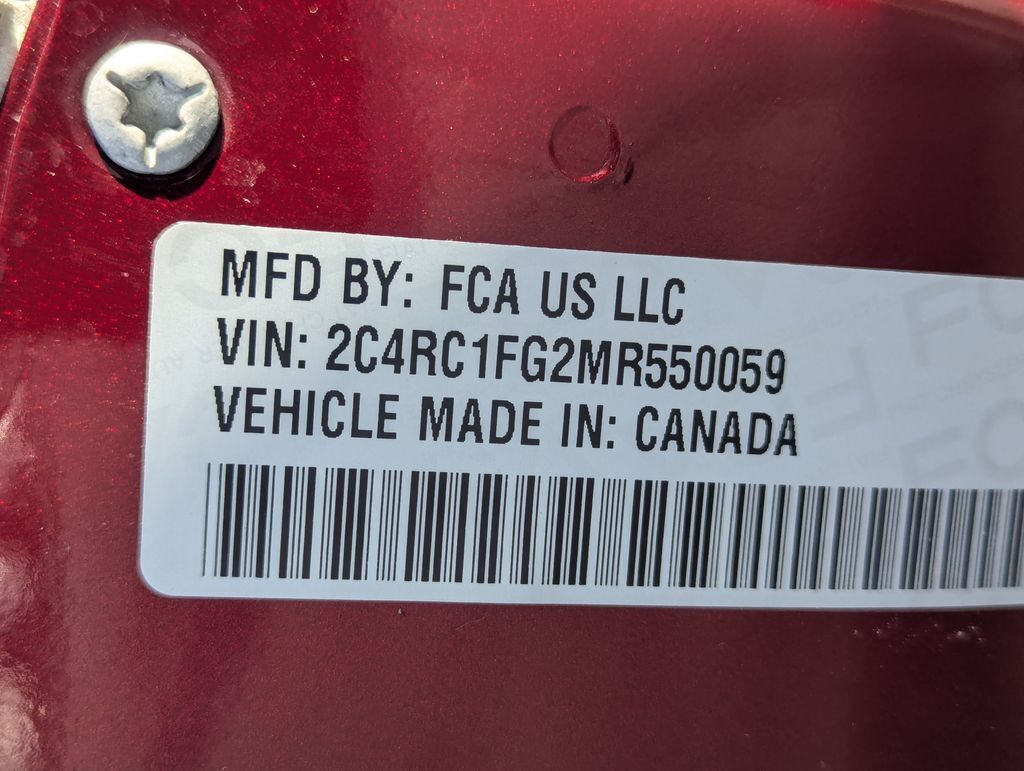 MFD BY: FCA US LLC
VIN: 2C4RC1FG2MR550059
VEHICLE MADE IN: CANADA